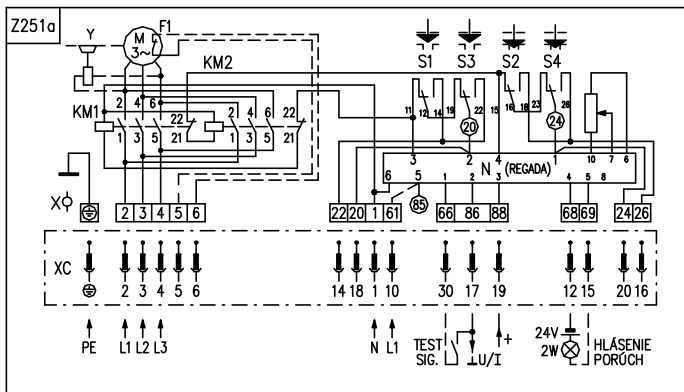 Z251a
Y
M
3~
F1
KM2
KM1
2 4 6
22
21
1 3 5
2 4 6
22
21
1 3 5
S1 S3 S2 S4
11 12 14 19 20 22 15 16 18 23 24 26
3 2 4 1 10 7 6
N (REGADA)
6 5 1 2 3 4 5 8
85
X
2 3 4 5 6 22 20 1 61 66 86 88 68 69 24 26
XC
2 3 4 5 6 14 18 1 10 30 17 19 12 15 20 16
PE L1 L2 L3 N L1
TEST
SIG.
U/I
+
24V
2W
HLÁSENIE
PORÚCH